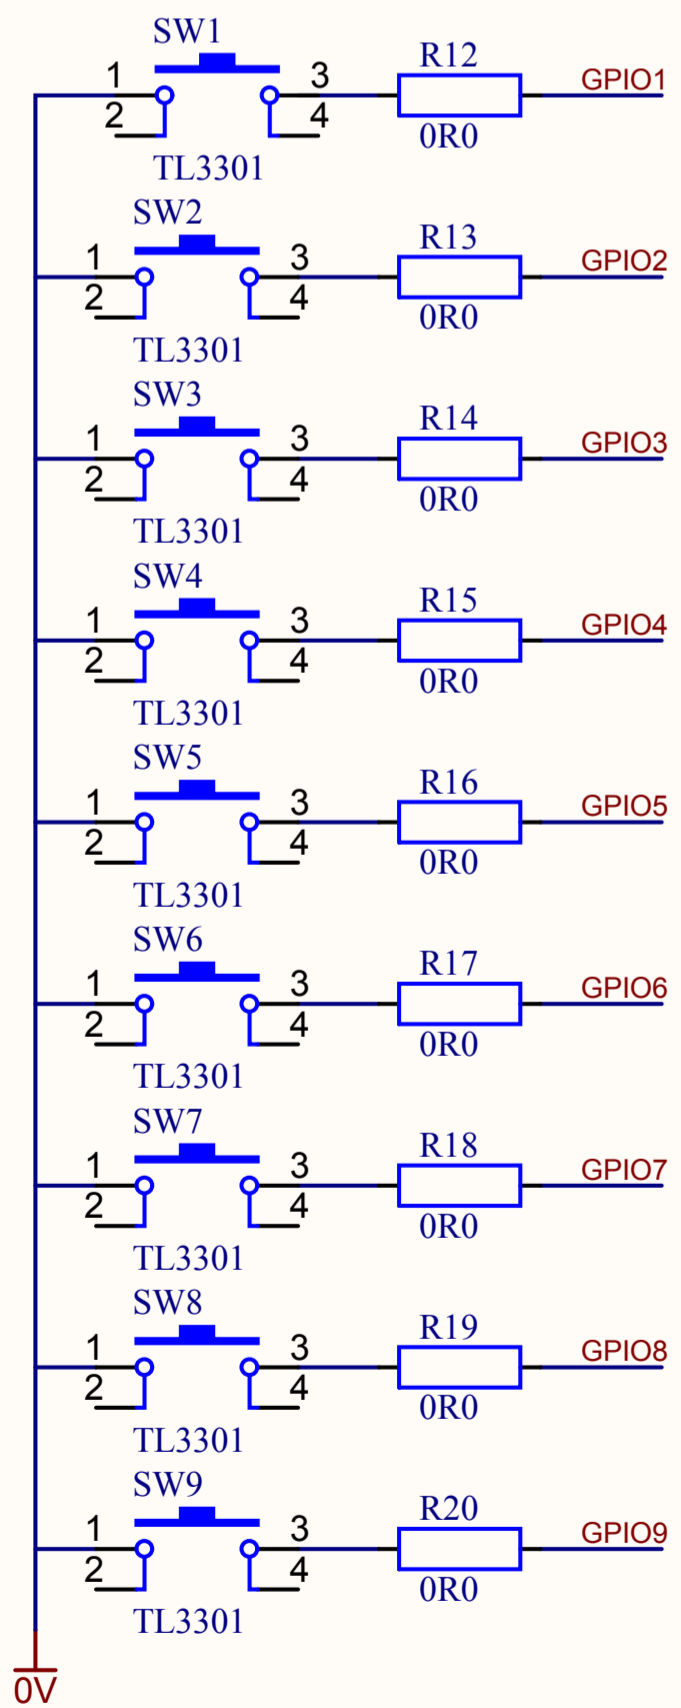 SW1
R12
GPIO1
1
3
2
4
0R0
TL3301
SW2
R13
GPIO2
1
3
2
4
0R0
TL3301
SW3
R14
GPIO3
1
3
2
4
0R0
TL3301
SW4
R15
GPIO4
1
3
2
4
0R0
TL3301
SW5
R16
GPIO5
1
3
2
4
0R0
TL3301
SW6
R17
GPIO6
1
3
2
4
0R0
TL3301
SW7
R18
GPIO7
1
3
2
4
0R0
TL3301
SW8
R19
GPIO8
1
3
2
4
0R0
TL3301
SW9
R20
GPIO9
1
3
2
4
0R0
TL3301
0V